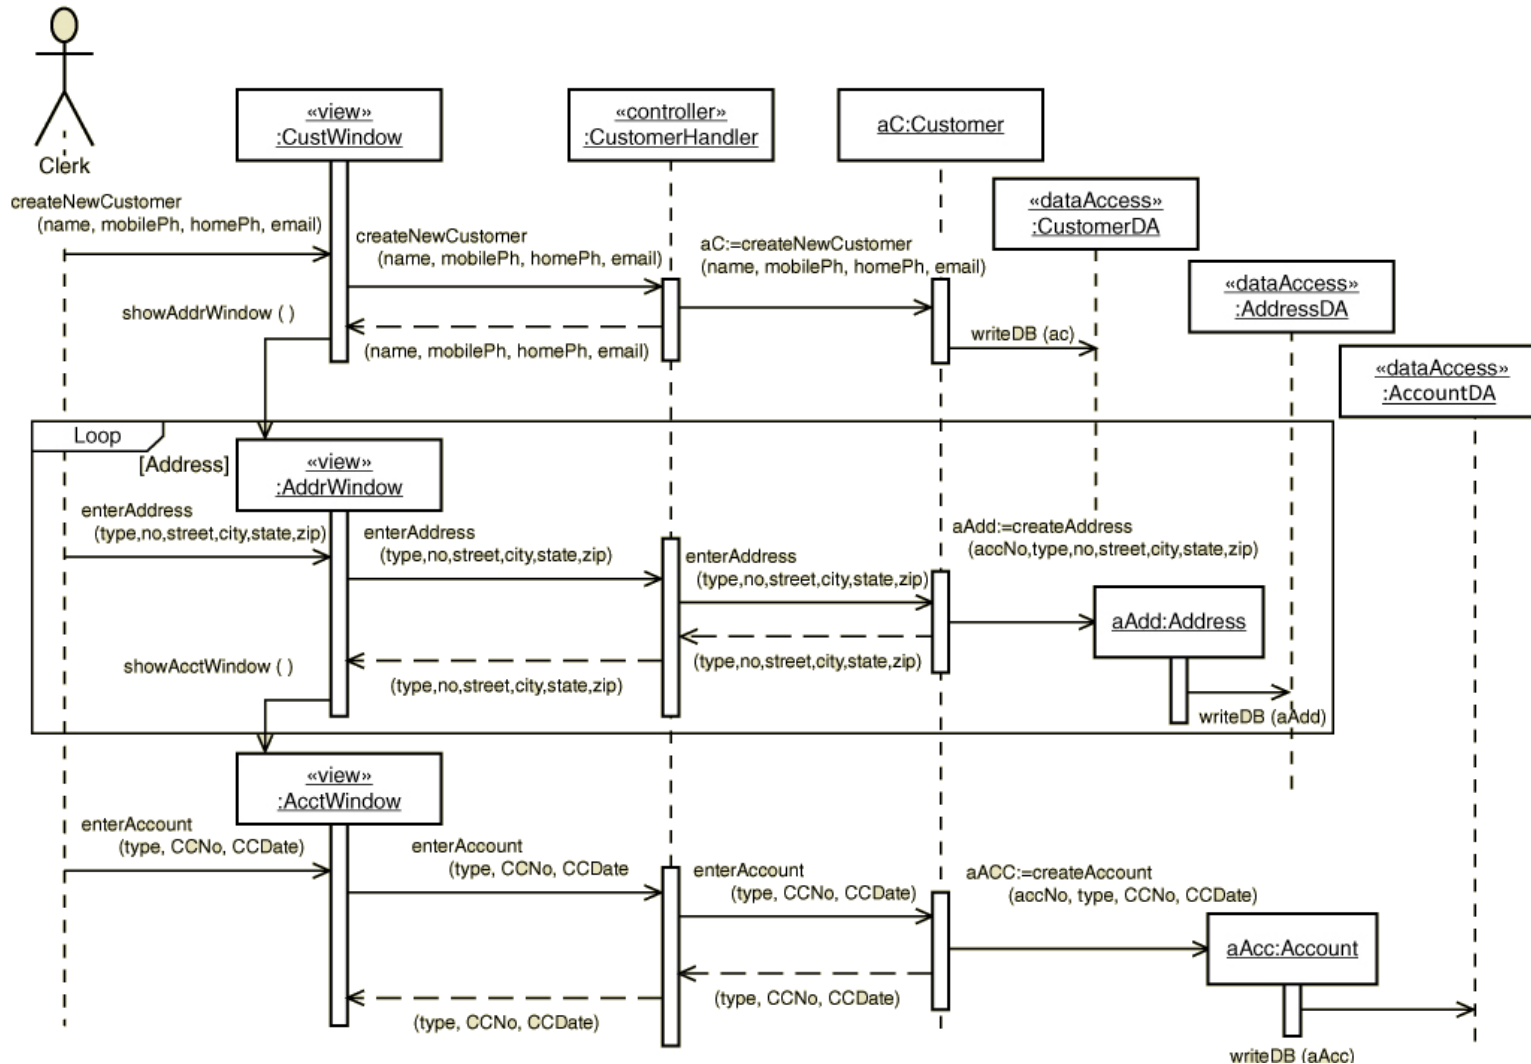 «view»
:CustWindow
«controller»
:CustomerHandler
aC:Customer
Clerk
«dataAccess»
:CustomerDA
createNewCustomer
(name, mobilePh, homePh, email)
createNewCustomer
(name, mobilePh, homePh, email)
aC:=createNewCustomer
(name, mobilePh, homePh, email)
«dataAccess»
:AddressDA
showAddrWindow ( )
(name, mobilePh, homePh, email)
writeDB (ac)
«dataAccess»
:AccountDA
Loop
[Address]
«view»
:AddrWindow
enterAddress
(type,no,street,city,state,zip)
enterAddress
(type,no,street,city,state,zip)
enterAddress
(type,no,street,city,state,zip)
aAdd:=createAddress
(accNo,type,no,street,city,state,zip)
aAdd:Address
showAcctWindow ( )
(type,no,street,city,state,zip)
(type,no,street,city,state,zip)
writeDB (aAdd)
«view»
:AcctWindow
enterAccount
(type, CCNo, CCDate)
enterAccount
(type, CCNo, CCDate
enterAccount
(type, CCNo, CCDate)
aACC:=createAccount
(accNo, type, CCNo, CCDate)
aAcc:Account
(type, CCNo, CCDate)
(type, CCNo, CCDate)
writeDB (aAcc)